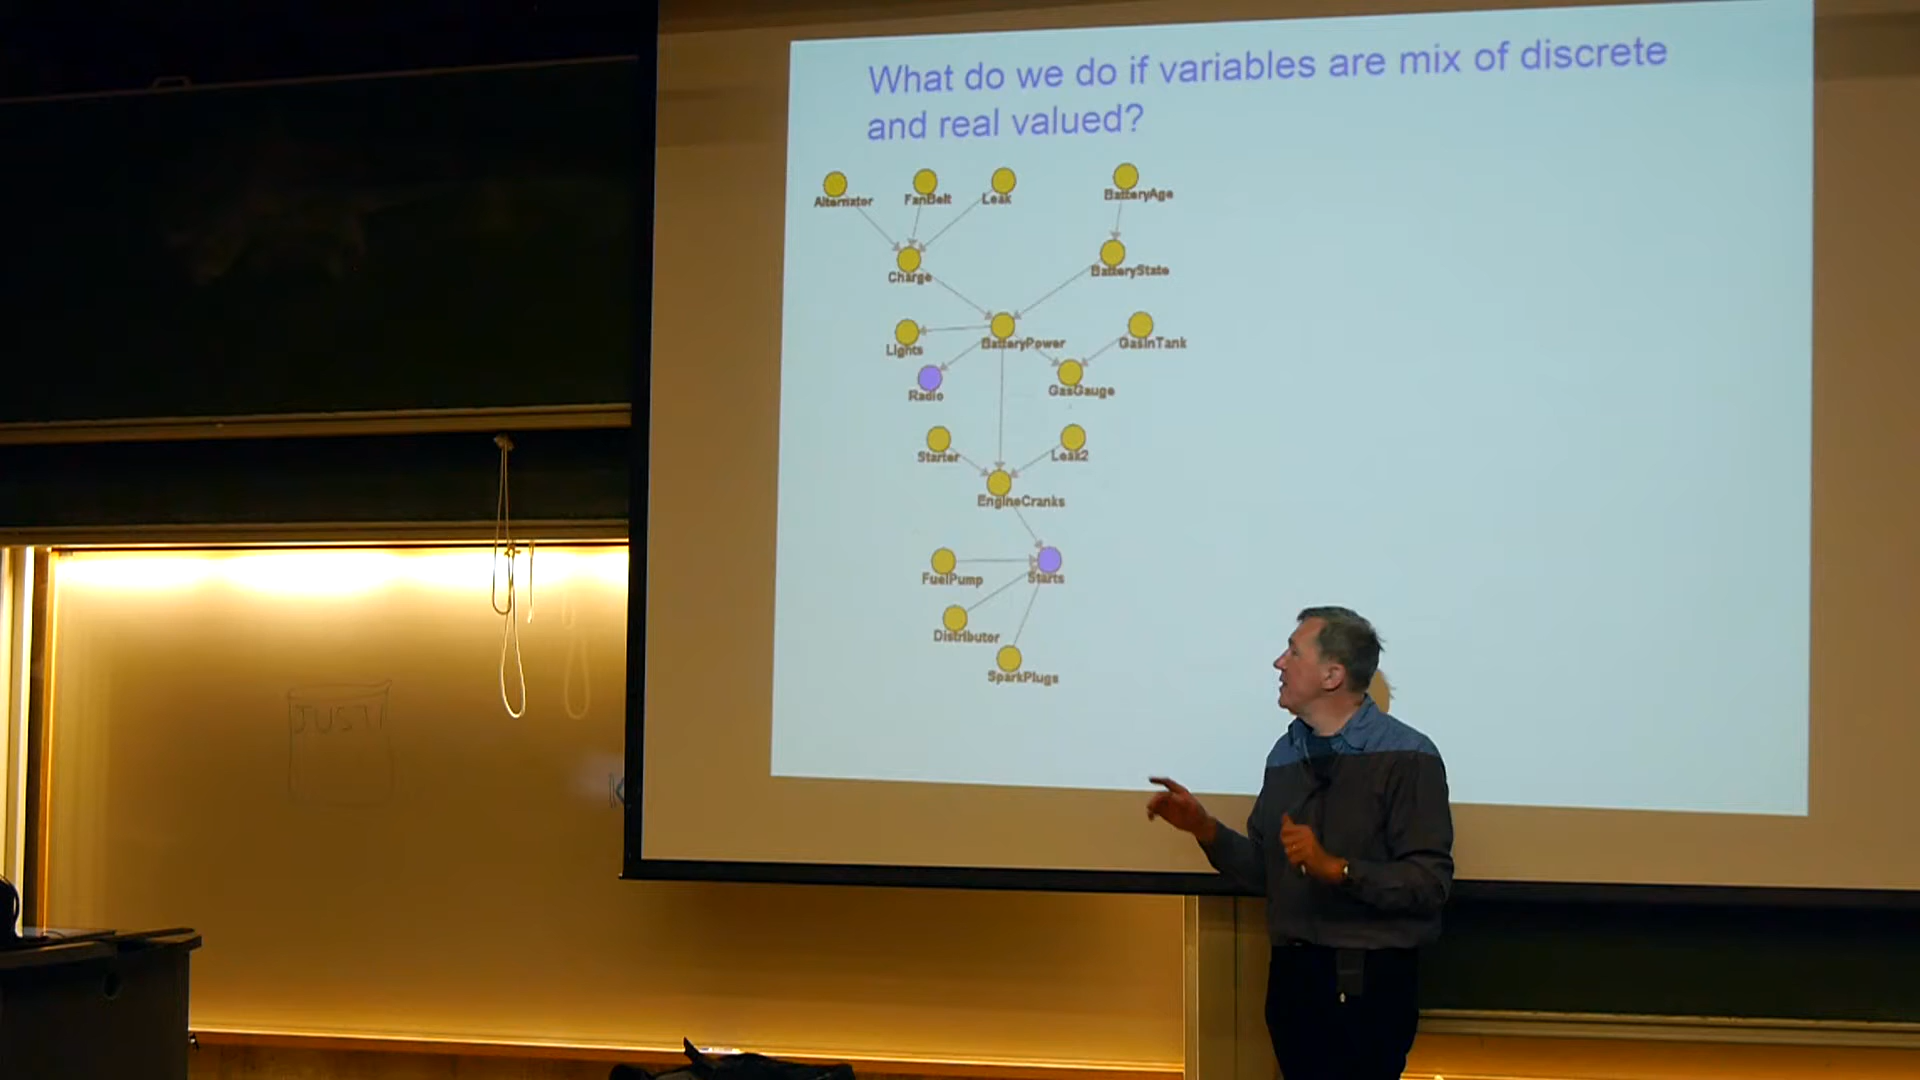 What do we do if variables are mix of discrete
and real valued?
Alternator
FanBelt
Leak
BatteryAge
Charge
BatteryState
Lights
BatteryPower
GasInTank
Radio
GasGauge
Starter
Leak2
EngineCranks
FuelPump
Starts
Distributor
SparkPlugs
JUSTI
K